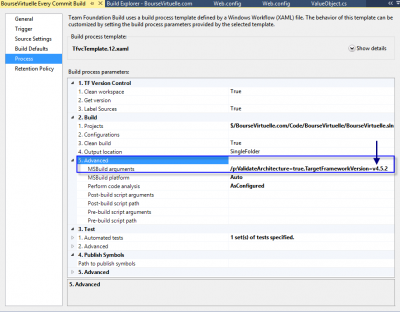 BourseVirtuelle Every Commit Build
Build Explorer - BourseVirtuelle.com
Web.config
Web.config
ValueObject.cs
General
Trigger
Source Settings
Build Defaults
Process
Retention Policy
Team Foundation Build uses a build process template defined by a Windows Workflow (XAML) file. The behavior of this template can be
customized by setting the build process parameters provided by the selected template.
Build process template:
TfvcTemplate.12.xaml
Show details
Build process parameters:
1. TF Version Control
1. Clean workspace True
2. Get version
3. Label Sources True
2. Build
1. Projects $/BourseVirtuelle.com/Code/BourseVirtuelle/BourseVirtuelle.sln
2. Configurations
3. Clean build True
4. Output location SingleFolder
5. Advanced
MSBuild arguments /p:ValidateArchitecture=true,TargetFrameworkVersion=v4.5.2
MSBuild platform Auto
Perform code analysis AsConfigured
Post-build script arguments
Post-build script path
Pre-build script arguments
Pre-build script path
3. Test
1. Automated tests 1 set(s) of tests specified.
2. Advanced
4. Publish Symbols
Path to publish symbols
5. Advanced
5. Advanced